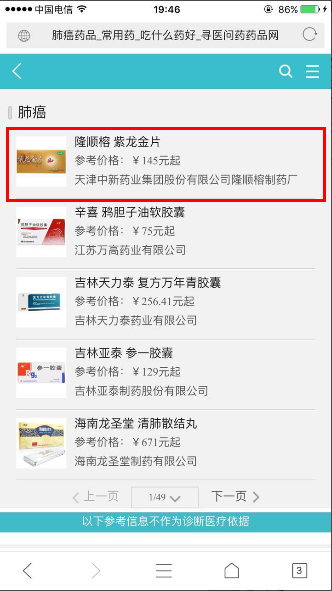 中国电信 19:46 86%
肺癌药品_常用药_吃什么药好_寻医问药药品网
肺癌
隆顺榕 紫龙金片
参考价格：￥145元起
天津中新药业集团股份有限公司隆顺榕制药厂
辛喜 鸦胆子油软胶囊
参考价格：￥75元起
江苏万高药业有限公司
吉林天力泰 复方万年青胶囊
参考价格：￥256.41元起
吉林天力泰药业有限公司
吉林亚泰 参一胶囊
参考价格：￥129元起
吉林亚泰制药股份有限公司
海南龙圣堂 清肺散结丸
参考价格：￥671元起
海南龙圣堂制药有限公司
上一页 1/49 下一页
以下参考信息不作为诊断医疗依据
3